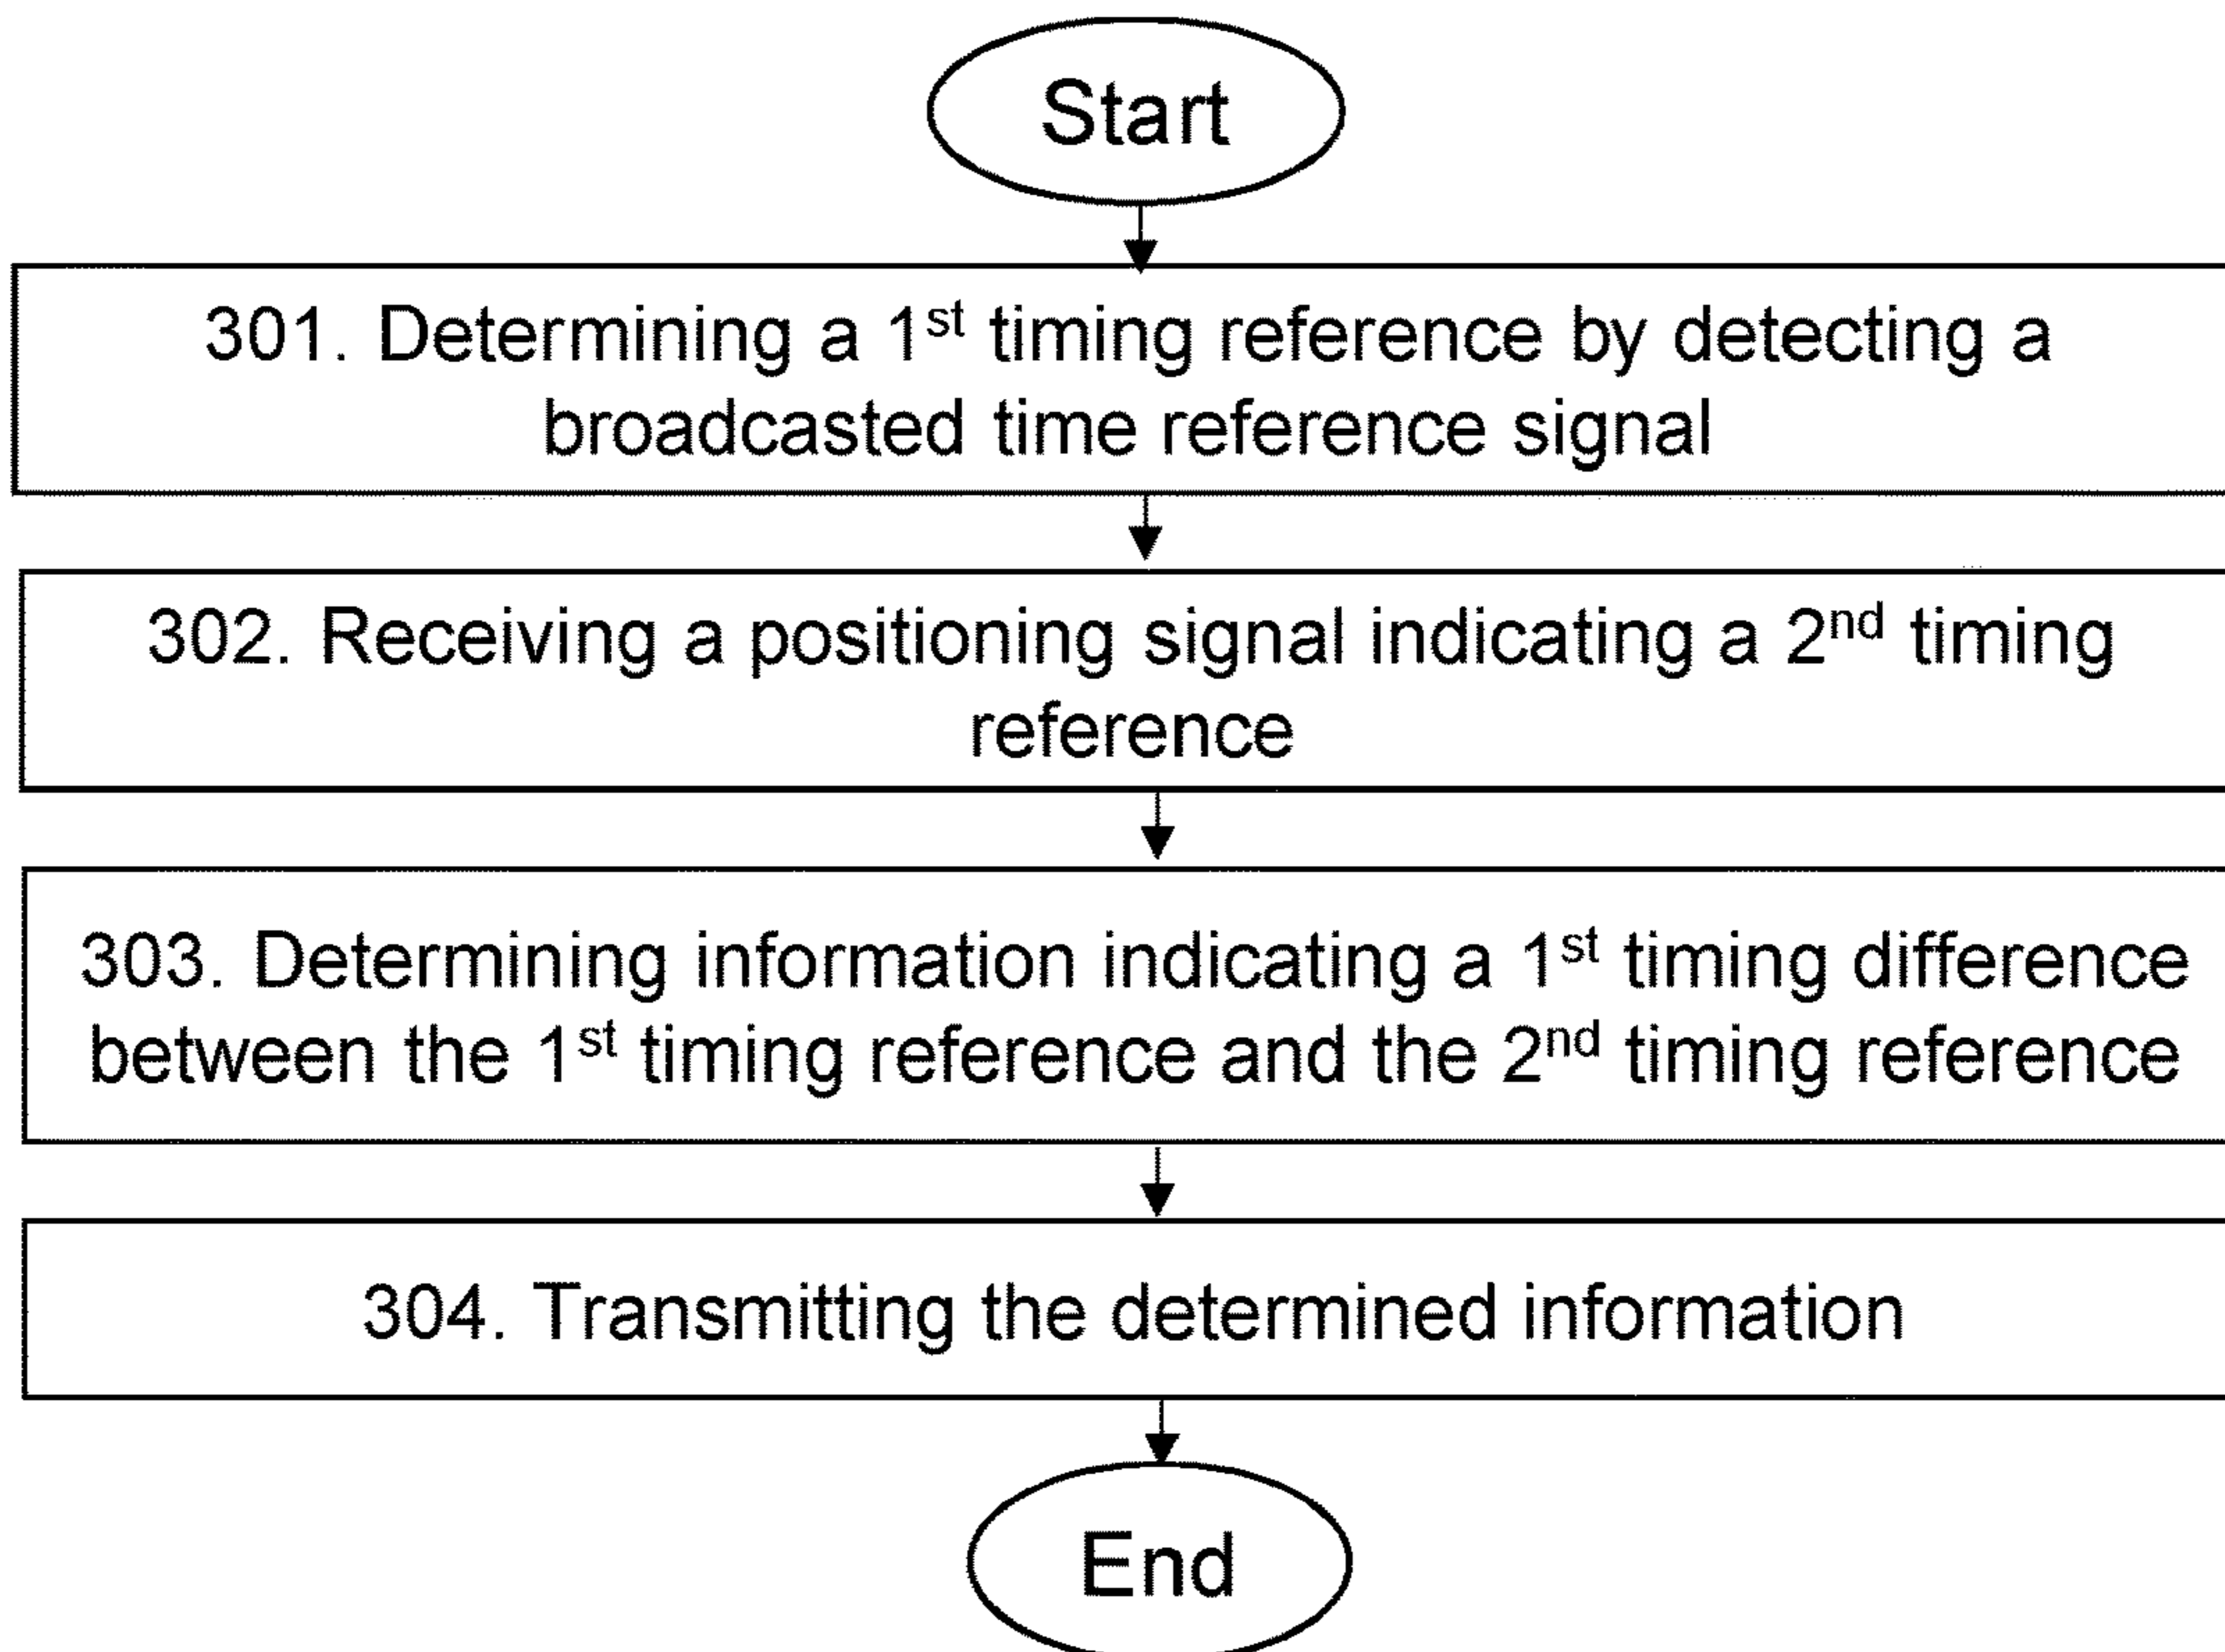 Start
301. Determining a 1st timing reference by detecting a
broadcasted time reference signal
302. Receiving a positioning signal indicating a 2nd timing
reference
303. Determining information indicating a 1st timing difference
between the 1st timing reference and the 2nd timing reference
304. Transmitting the determined information
End